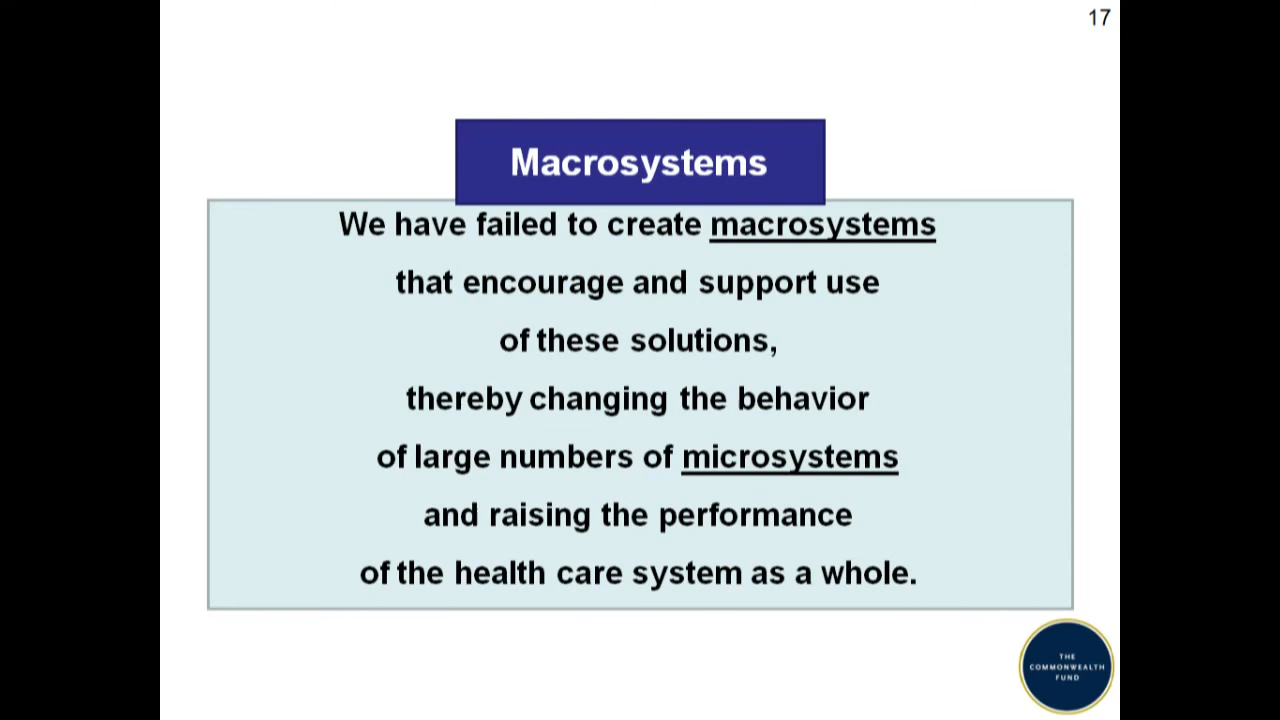 17
Macrosystems
We have failed to create macrosystems
that encourage and support use
of these solutions,
thereby changing the behavior
of large numbers of microsystems
and raising the performance
of the health care system as a whole.
THE
COMMONWEALTH
FUND